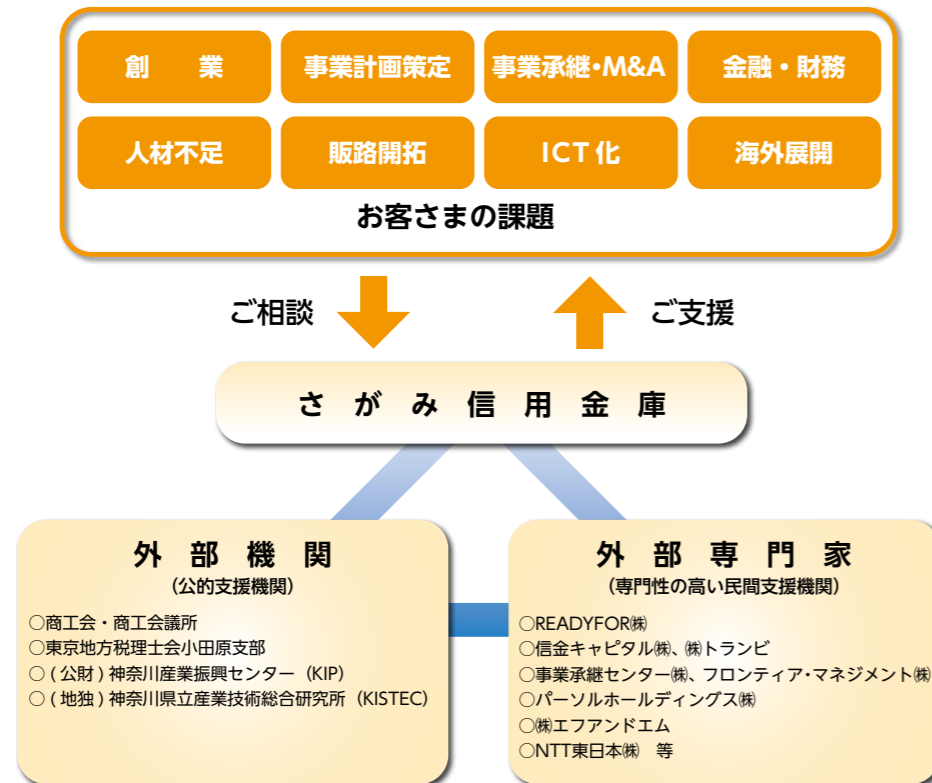 創　業
事業計画策定
事業承継・M&A
金融・財務
人材不足
販路開拓
ICT化
海外展開
お客さまの課題
ご相談
ご支援
さがみ信用金庫
外部機関
(公的支援機関)
○商工会・商工会議所
○東京地方税理士会小田原支部
○(公財)神奈川産業振興センター（KIP）
○(地独)神奈川県立産業技術総合研究所（KISTEC）
外部専門家
(専門性の高い民間支援機関)
○READYFOR㈱
○信金キャピタル㈱、㈱トランビ
○事業承継センター㈱、フロンティア・マネジメント㈱
○パーソルホールディングス㈱
○㈱エフアンドエム
○NTT東日本㈱　等